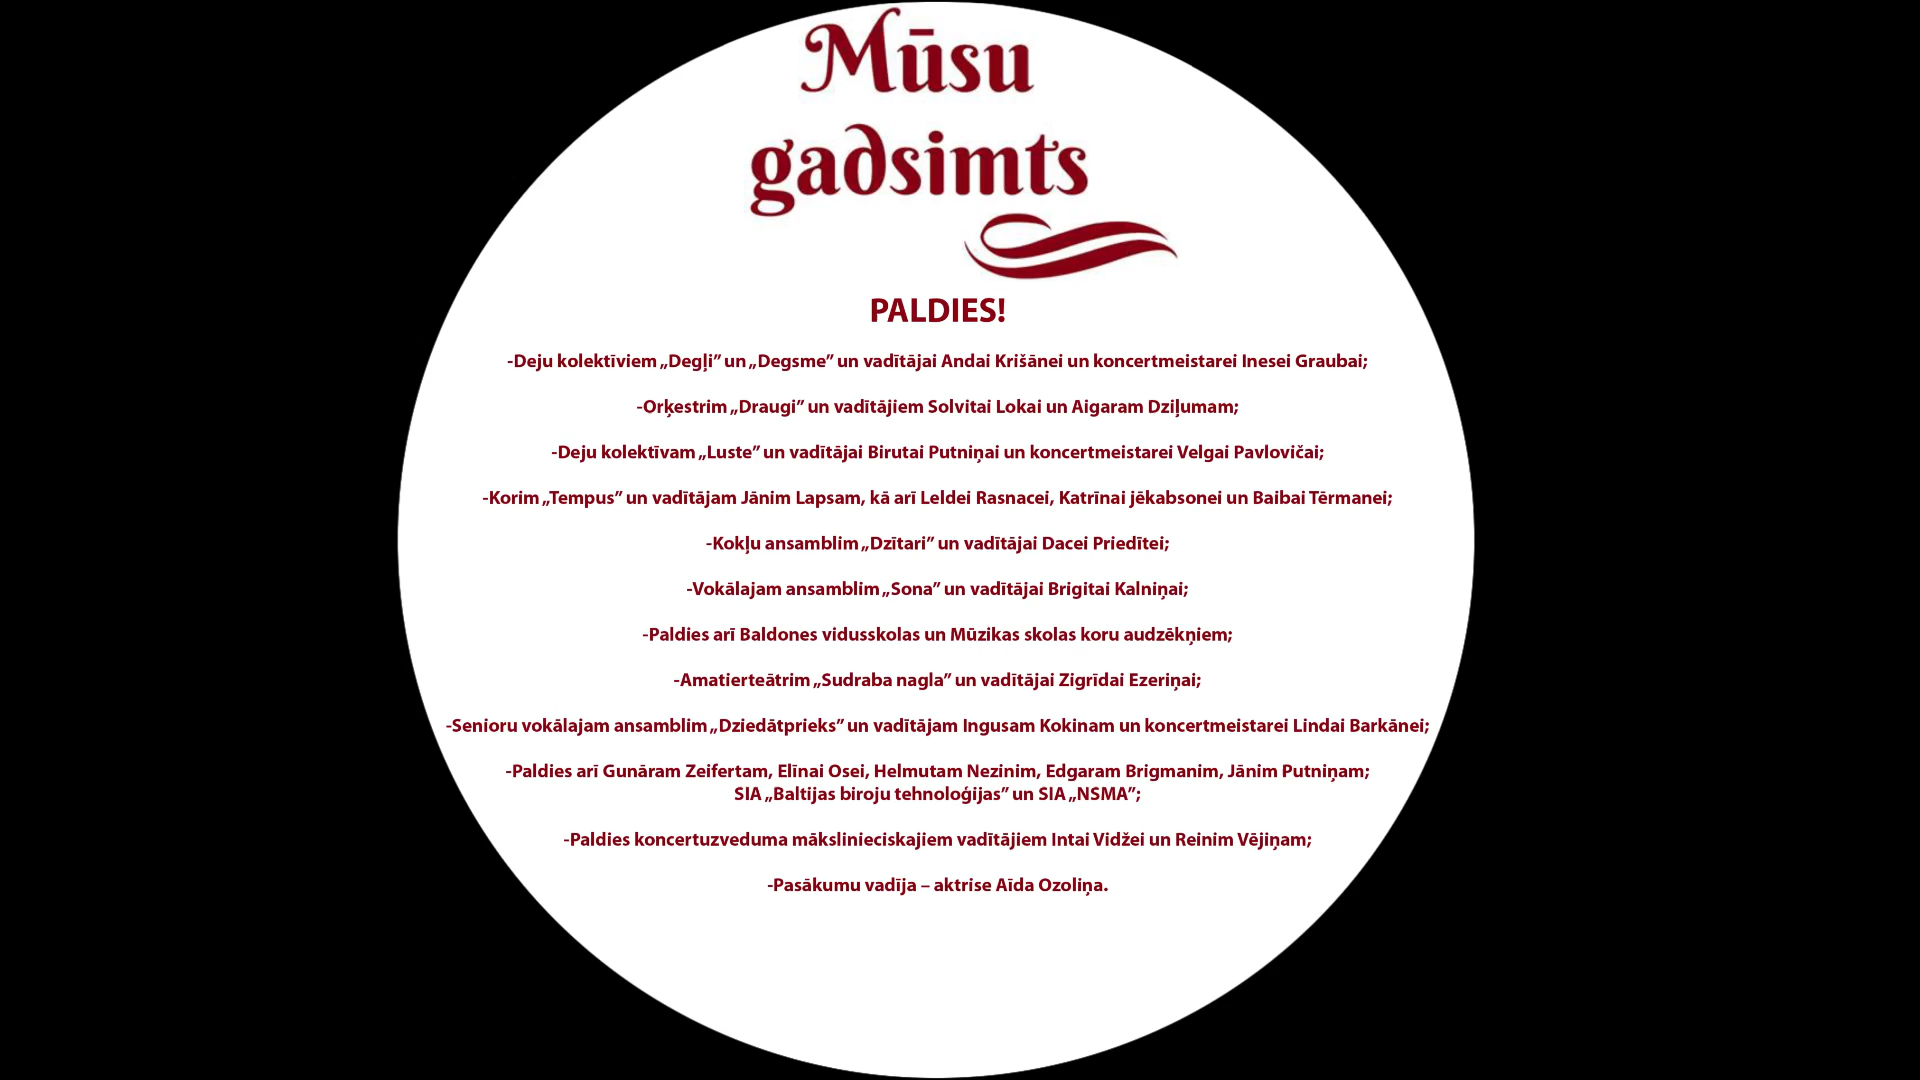 Mūsu
gadsimts
PALDIES!
-Deju kolektīviem „Degļi” un „Degsme” un vadītājai Andai Krišānei un koncertmeistarei Inesei Graubai;
-Orķestrim „Draugi” un vadītājiem Solvitai Lokai un Aigaram Dziļumam;
-Deju kolektīvam „Luste” un vadītājai Birutai Putniņai un koncertmeistarei Velgai Pavlovičai;
-Korim „Tempus” un vadītājam Jānim Lapsam, kā arī Leldei Rasnacei, Katrīnai jēkabsonei un Baibai Tērmanei;
-Kokļu ansamblim „Dzītari” un vadītājai Dacei Priedītei;
-Vokālajam ansamblim „Sona” un vadītājai Brigitai Kalniņai;
-Paldies arī Baldones vidusskolas un Mūzikas skolas koru audzēkņiem;
-Amatierteātrim „Sudraba nagla” un vadītājai Zigrīdai Ezeriņai;
-Senioru vokālajam ansamblim „Dziedātprieks” un vadītājam Ingusam Kokinam un koncertmeistarei Lindai Barkānei;
-Paldies arī Gunāram Zeifertam, Elīnai Osei, Helmutam Nezinim, Edgaram Brigmanim, Jānim Putniņam;
SIA „Baltijas biroju tehnoloģijas” un SIA „NSMA”;
-Paldies koncertuzveduma mākslinieciskajiem vadītājiem Intai Vidžei un Reinim Vējiņam;
-Pasākumu vadīja – aktrise Aīda Ozoliņa.